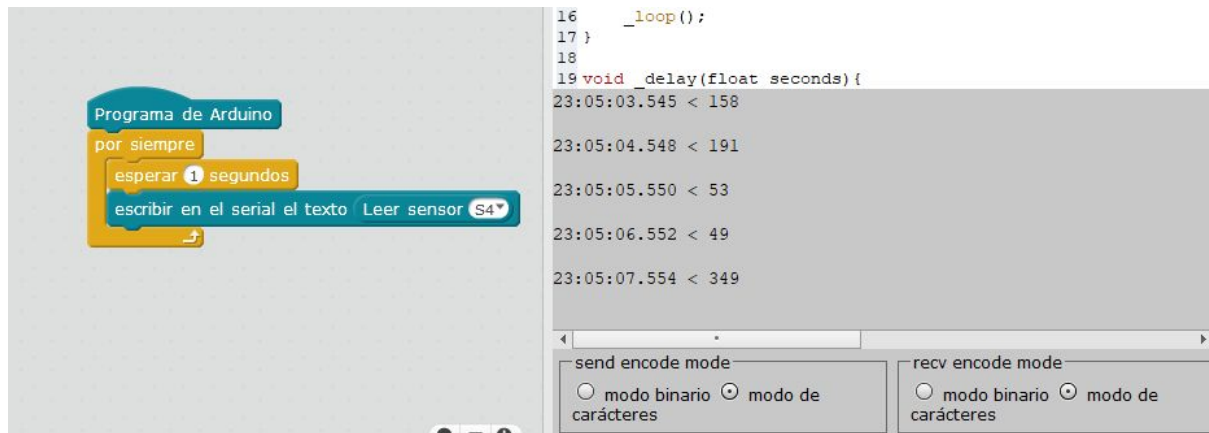 Programa de Arduino
por siempre
esperar 1 segundos
escribir en el serial el texto Leer sensor S4
16 _loop();
17 }
18
19 void _delay(float seconds){
23:05:03.545 < 158
23:05:04.548 < 191
23:05:05.550 < 53
23:05:06.552 < 49
23:05:07.554 < 349
send encode mode
modo binario modo de
carácteres
recv encode mode
modo binario modo de
carácteres